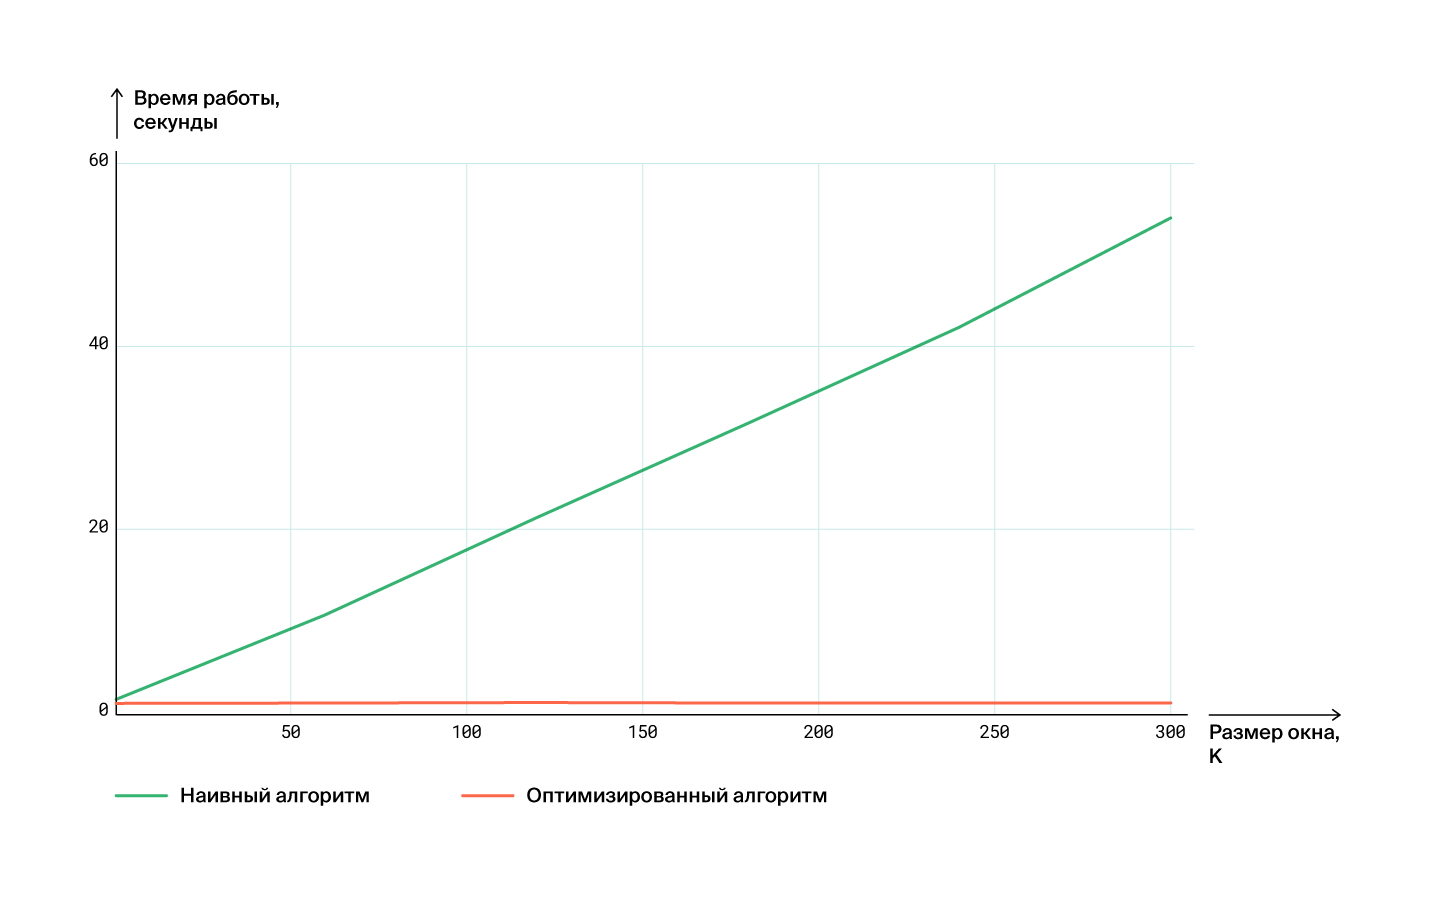 Время работы,
секунды
60
40
20
0
50 100 150 200 250 300
Размер окна,
K
Наивный алгоритм Оптимизированный алгоритм